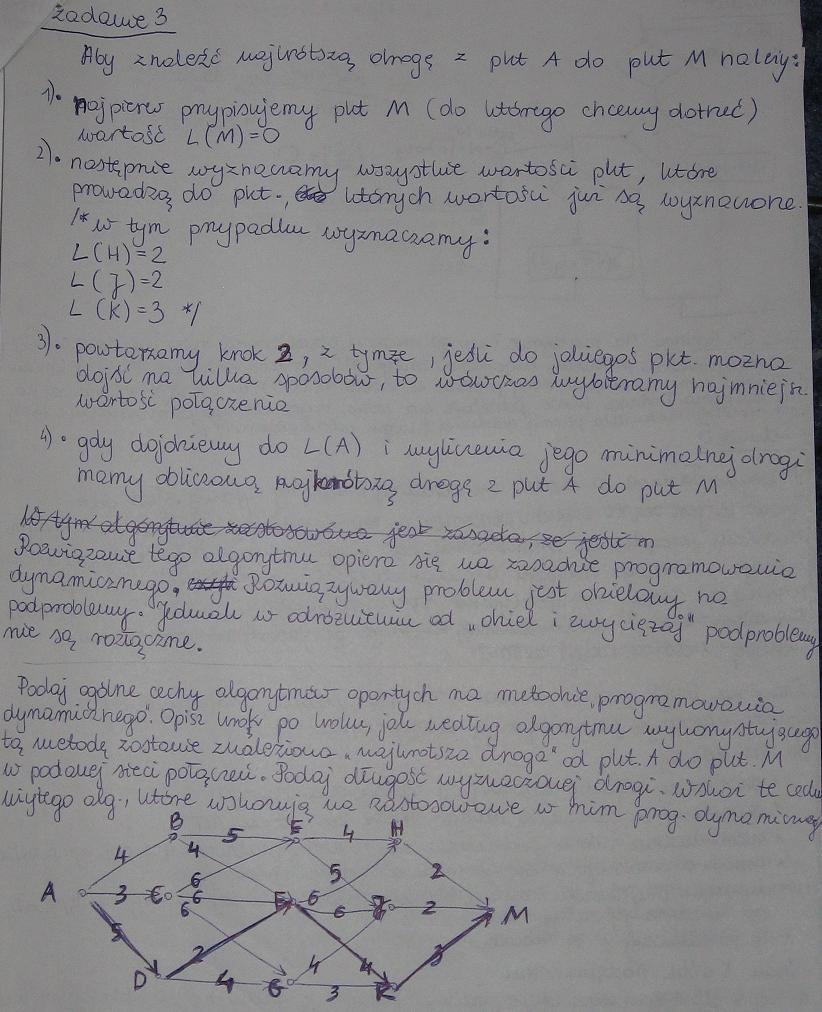 Zadanie 3
Aby znaleźć najkrótszą drogę z pkt A do pkt M należy:
1). najpierw przypisujemy pkt M (do którego chcemy dotrzeć)
wartość L(M)=0
2). następnie wyznaczamy wszystkie wartości pkt, które
prowadzą do pkt., których wartości już są wyznaczone.
/* w tym przypadku wyznaczamy:
L(H)=2
L(J)=2
L(K)=3 */
3). powtarzamy krok 2, z tymże, jeśli do jakiegoś pkt. można
dojść na kilka sposobów, to wówczas wybieramy najmniejsz.
wartość połączenia
4). gdy dojdziemy do L(A) i wyliczenia jego minimalnej drogi
mamy obliczoną najkrótszą drogę z pkt A do pkt M
W tym algorytmie zastosowana jest zasada, że jeśli m
Rozwiązanie tego algorytmu opiera się na zasadzie programowania
dynamicznego. Rozwiązywany problem jest dzielony na
podproblemy. Jednak w odróżnieniu od „dziel i zwyciężaj" podproblemy
nie są rozłączne.
Podaj ogólne cechy algorytmów opartych na metodzie „programowania
dynamicznego". Opisz krok po kroku, jak według algorytmu wykorzystującego
tą metodę zostanie znaleziona „najkrótsza droga" od pkt. A do pkt. M
w podanej sieci połączeń. Podaj długość wyznaczonej drogi. Wskaż te cechy
użytego alg., które wskazują na zastosowanie w nim prog. dynamicznego
B 5 E 4 H
4 4 5 2
6
A 3 C 6 F 6 6 J 2 M
6
5 2 4 4 3
D 4 G 3 K